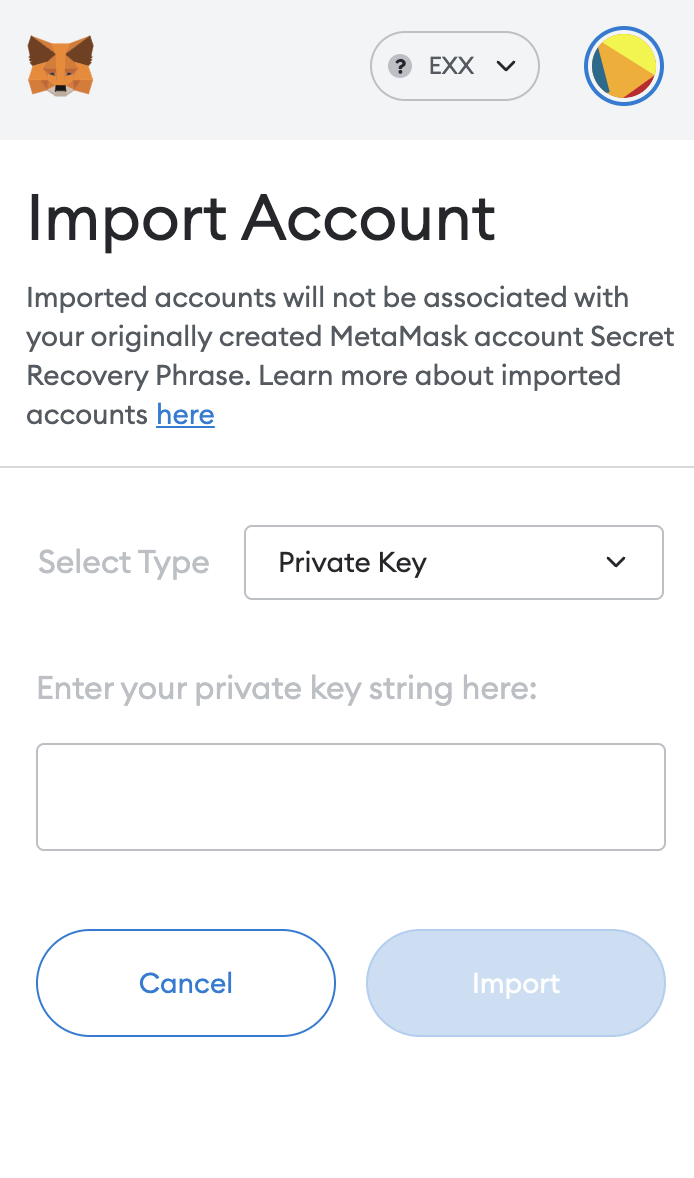 ? EXX
Import Account
Imported accounts will not be associated with
your originally created MetaMask account Secret
Recovery Phrase. Learn more about imported
accounts here
Select Type
Private Key
Enter your private key string here:
Cancel
Import